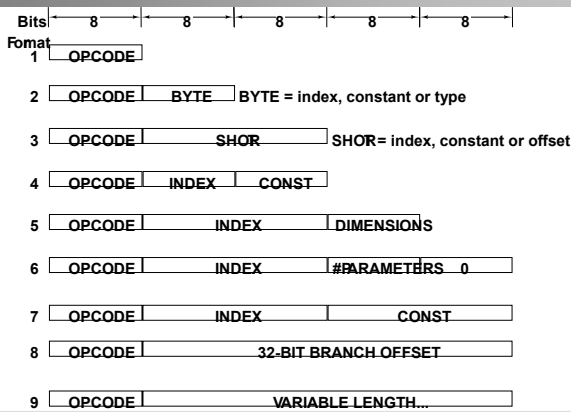 Bits 8 8 8 8 8
Fomat
1 OPCODE
2 OPCODE BYTE BYTE = index, constant or type
3 OPCODE SHORT SHORT = index, constant or offset
4 OPCODE INDEX CONST
5 OPCODE INDEX DIMENSIONS
6 OPCODE INDEX #PARAMETERS 0
7 OPCODE INDEX CONST
8 OPCODE 32-BIT BRANCH OFFSET
9 OPCODE VARIABLE LENGTH...